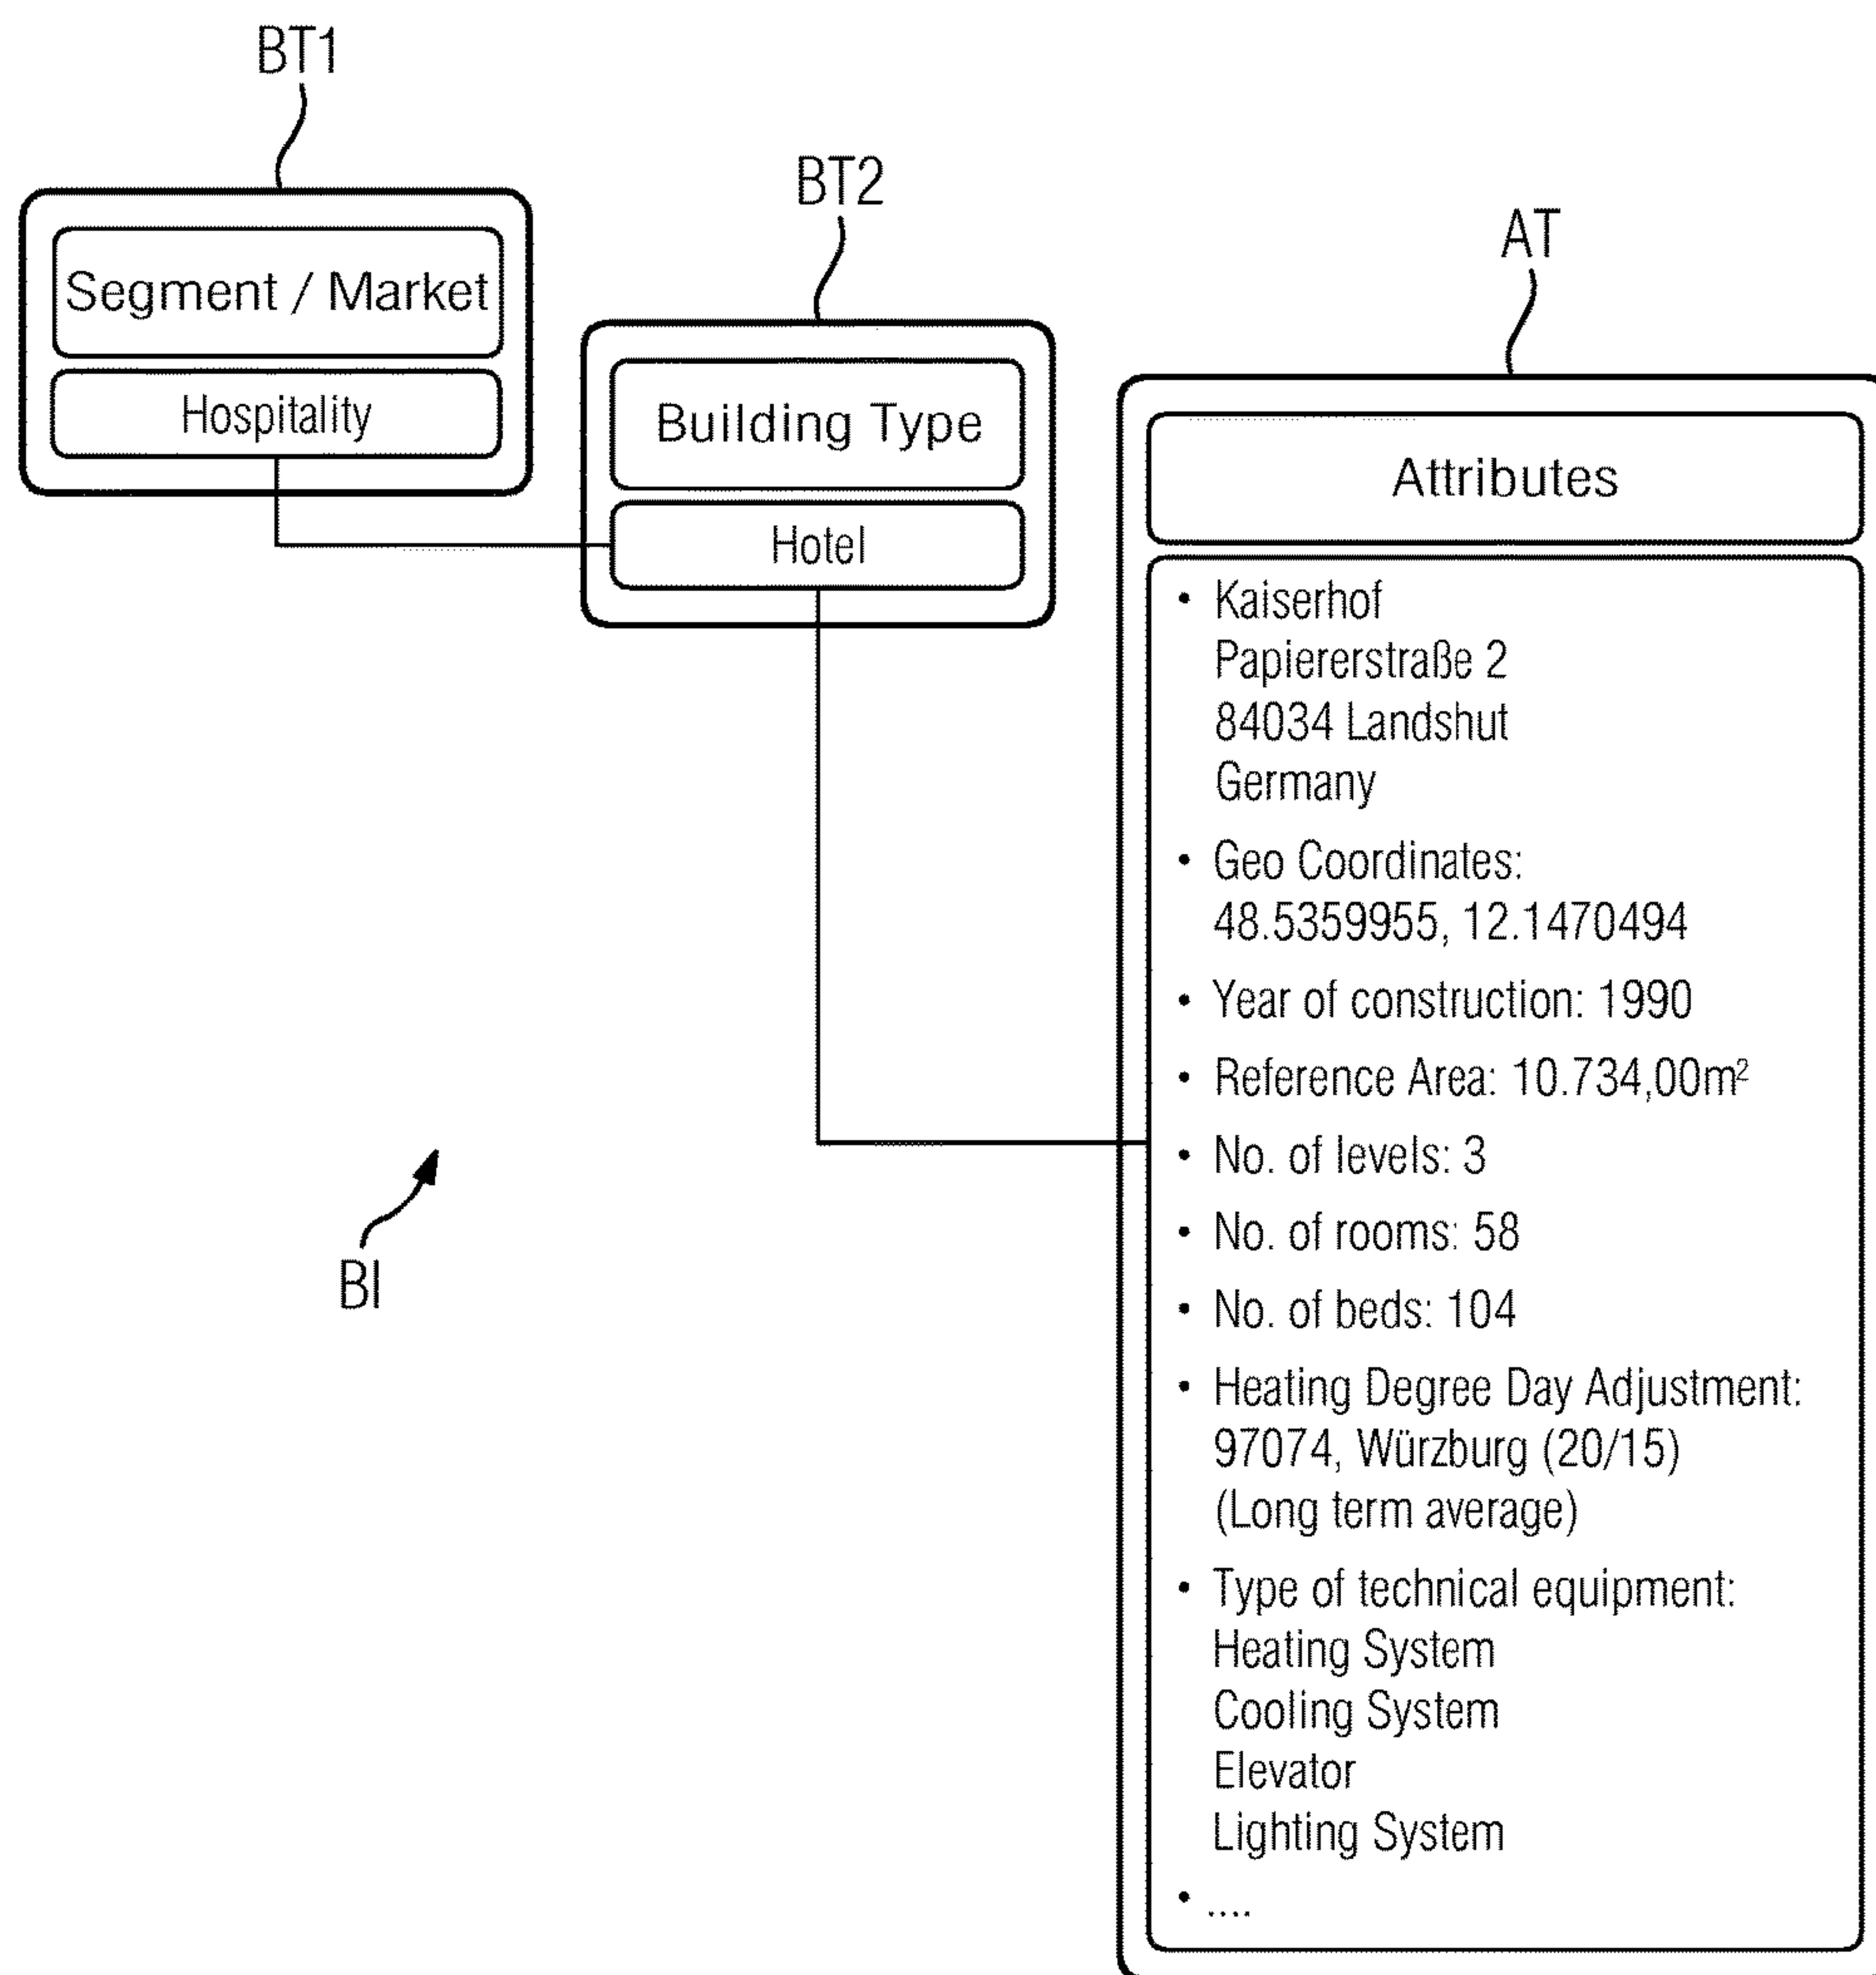 BT1
Segment / Market
Hospitality
BT2
Building Type
Hotel
AT
Attributes
• Kaiserhof
Papiererstraße 2
84034 Landshut
Germany
• Geo Coordinates:
48.5359955, 12.1470494
• Year of construction: 1990
• Reference Area: 10.734,00m²
• No. of levels: 3
• No. of rooms: 58
• No. of beds: 104
• Heating Degree Day Adjustment:
97074, Würzburg (20/15)
(Long term average)
• Type of technical equipment:
Heating System
Cooling System
Elevator
Lighting System
• ....
BI